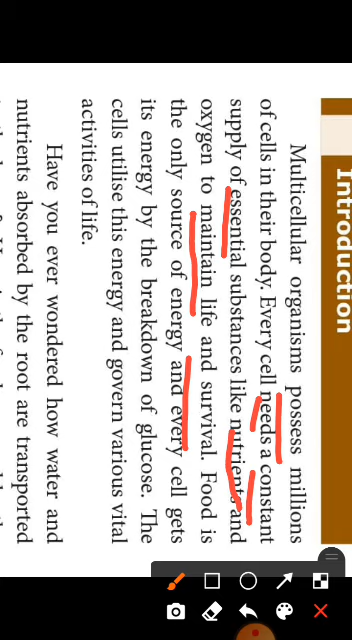 Introduction
Multicellular organisms possess millions
of cells in their body. Every cell needs a constant
supply of essential substances like nutrients and
oxygen to maintain life and survival. Food is
the only source of energy and every cell gets
its energy by the breakdown of glucose. The
cells utilise this energy and govern various vital
activities of life.
Have you ever wondered how water and
nutrients absorbed by the root are transported